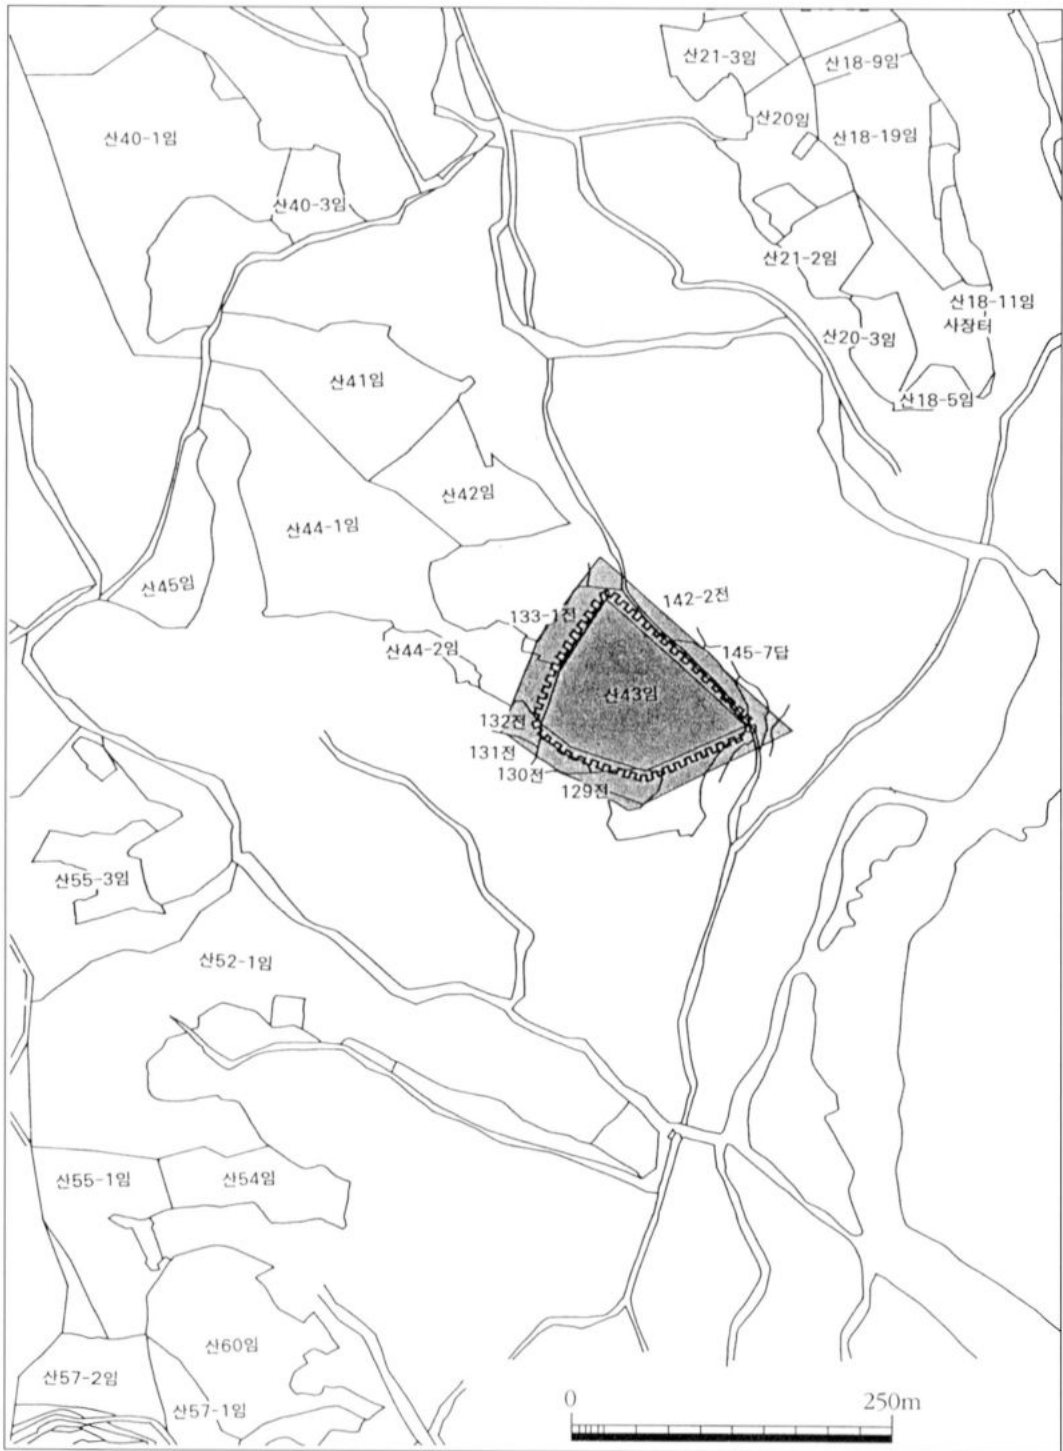 산21-3임
산18-9임
산40-1임
산20임
산18-19임
산40-3임
산21-2임
산18-11임
사장터
산20-3임
산41임
산18-5임
산42임
산44-1임
산45임
142-2전
133-1전
산44-2임
145-7답
산43임
132전
131전
130전
129전
산55-3임
산52-1임
산55-1임
산54임
산60임
산57-2임
산57-1임
0 250m